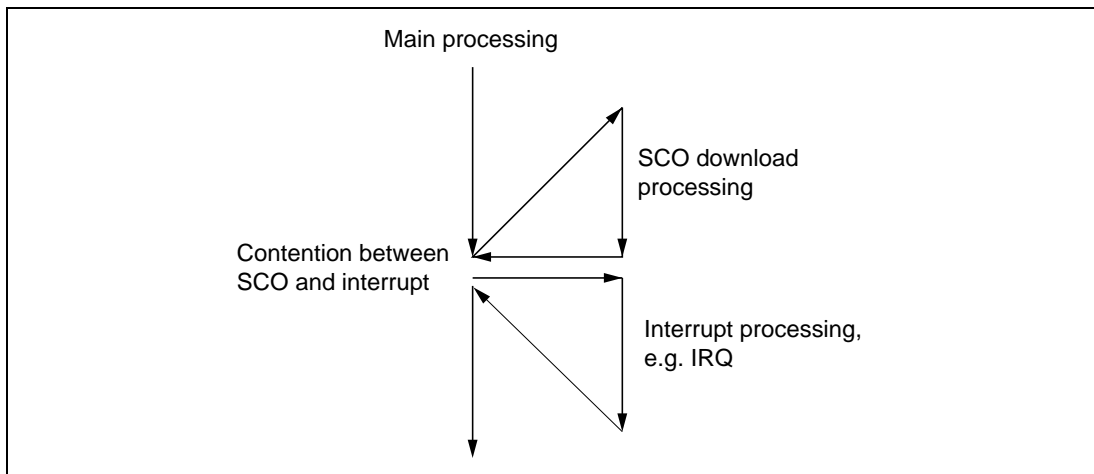 Main processing
SCO download
processing
Contention between
SCO and interrupt
Interrupt processing,
e.g. IRQ